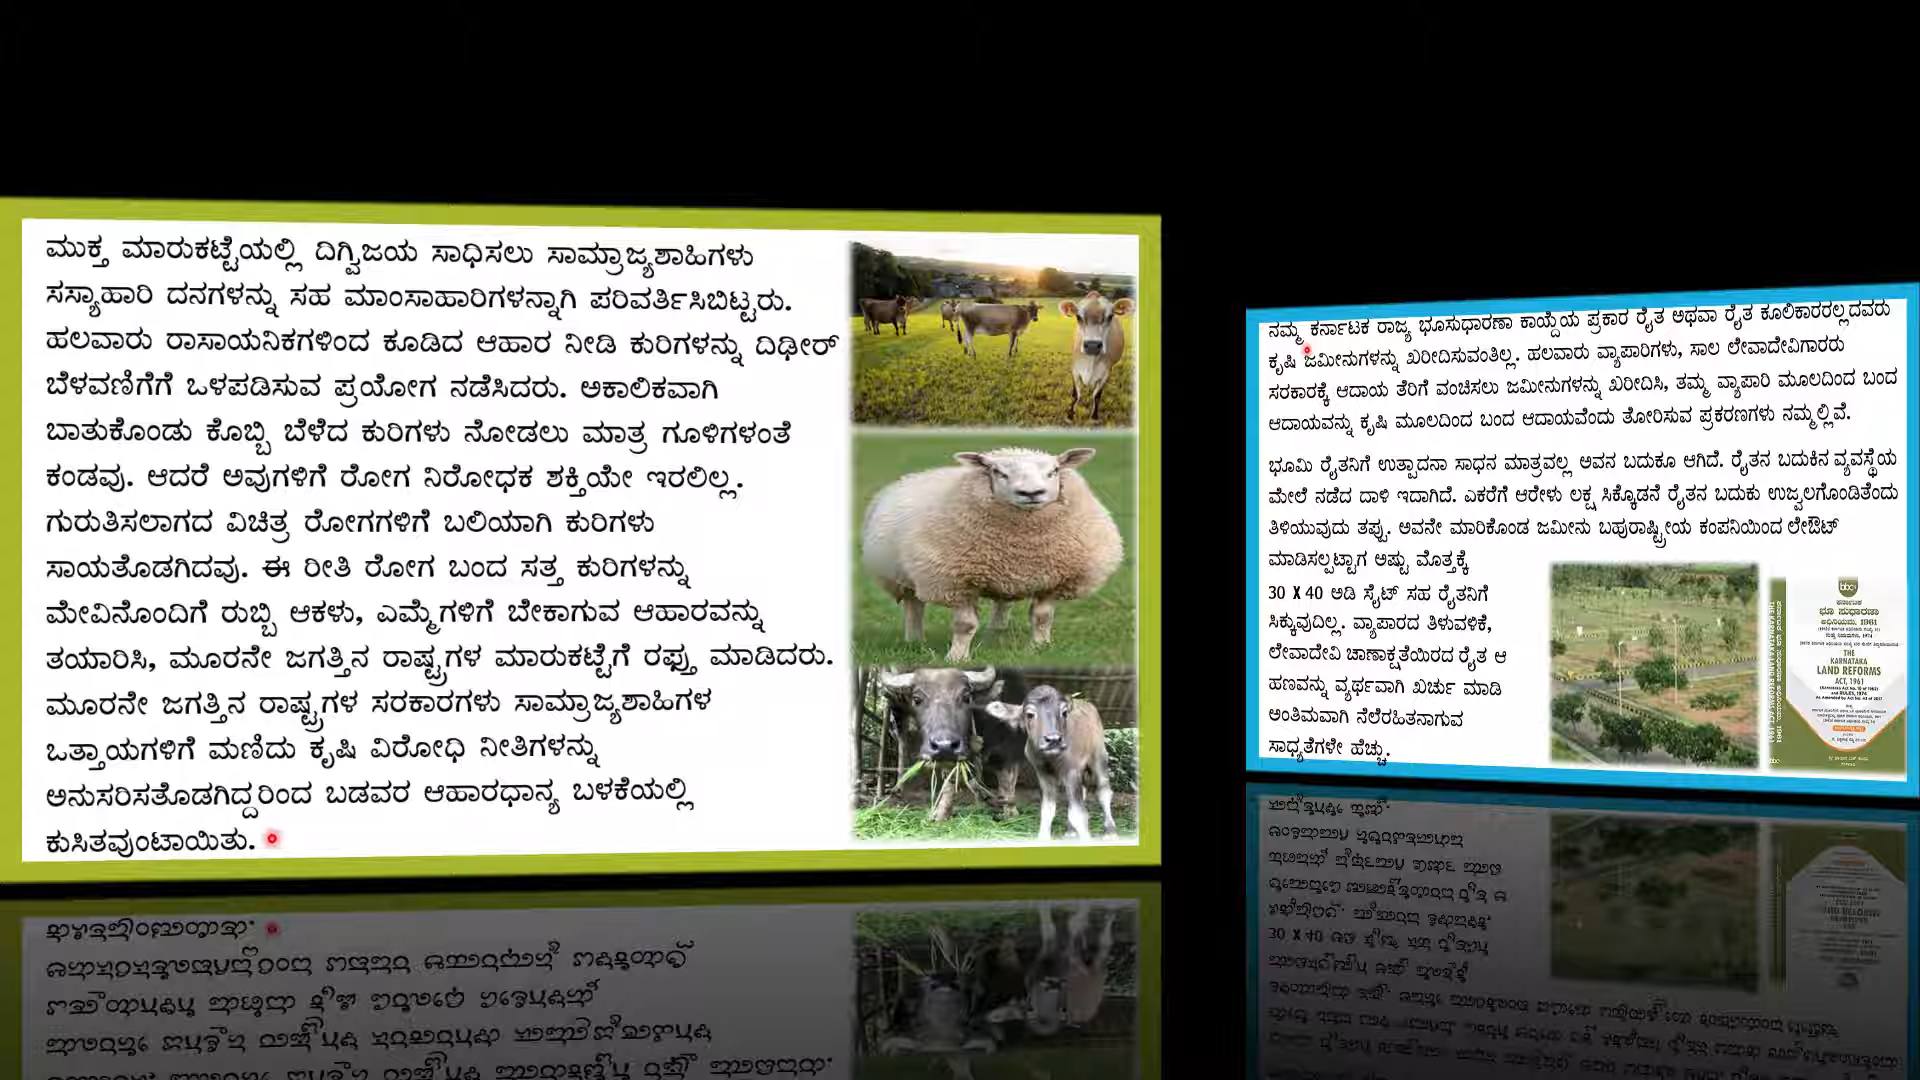 ಮುಕ್ತ ಮಾರುಕಟ್ಟೆಯಲ್ಲಿ ದಿಗ್ವಿಜಯ ಸಾಧಿಸಲು ಸಾಮ್ರಾಜ್ಯಶಾಹಿಗಳು
ಸಸ್ಯಾಹಾರಿ ದನಗಳನ್ನು ಸಹ ಮಾಂಸಾಹಾರಿಗಳನ್ನಾಗಿ ಪರಿವರ್ತಿಸಿಬಿಟ್ಟರು.
ಹಲವಾರು ರಾಸಾಯನಿಕಗಳಿಂದ ಕೂಡಿದ ಆಹಾರ ನೀಡಿ ಕುರಿಗಳನ್ನು ದಿಢೀರ್
ಬೆಳವಣಿಗೆಗೆ ಒಳಪಡಿಸುವ ಪ್ರಯೋಗ ನಡೆಸಿದರು. ಅಕಾಲಿಕವಾಗಿ
ಬಾತುಕೊಂಡು ಕೊಬ್ಬಿ ಬೆಳೆದ ಕುರಿಗಳು ನೋಡಲು ಮಾತ್ರ ಗೂಳಿಗಳಂತೆ
ಕಂಡವು. ಆದರೆ ಅವುಗಳಿಗೆ ರೋಗ ನಿರೋಧಕ ಶಕ್ತಿಯೇ ಇರಲಿಲ್ಲ.
ಗುರುತಿಸಲಾಗದ ವಿಚಿತ್ರ ರೋಗಗಳಿಗೆ ಬಲಿಯಾಗಿ ಕುರಿಗಳು
ಸಾಯತೊಡಗಿದವು. ಈ ರೀತಿ ರೋಗ ಬಂದ ಸತ್ತ ಕುರಿಗಳನ್ನು
ಮೇವಿನೊಂದಿಗೆ ರುಬ್ಬಿ ಆಕಳು, ಎಮ್ಮೆಗಳಿಗೆ ಬೇಕಾಗುವ ಆಹಾರವನ್ನು
ತಯಾರಿಸಿ, ಮೂರನೇ ಜಗತ್ತಿನ ರಾಷ್ಟ್ರಗಳ ಮಾರುಕಟ್ಟೆಗೆ ರಫ್ತು ಮಾಡಿದರು.
ಮೂರನೇ ಜಗತ್ತಿನ ರಾಷ್ಟ್ರಗಳ ಸರಕಾರಗಳು ಸಾಮ್ರಾಜ್ಯಶಾಹಿಗಳ
ಒತ್ತಾಯಗಳಿಗೆ ಮಣಿದು ಕೃಷಿ ವಿರೋಧಿ ನೀತಿಗಳನ್ನು
ಅನುಸರಿಸತೊಡಗಿದ್ದರಿಂದ ಬಡವರ ಆಹಾರಧಾನ್ಯ ಬಳಕೆಯಲ್ಲಿ
ಕುಸಿತವುಂಟಾಯಿತು.
ನಮ್ಮ ಕರ್ನಾಟಕ ರಾಜ್ಯ ಭೂಸುಧಾರಣಾ ಕಾಯ್ದೆಯ ಪ್ರಕಾರ ರೈತ ಅಥವಾ ರೈತ ಕೂಲಿಕಾರರಲ್ಲದವರು
ಕೃಷಿ ಜಮೀನುಗಳನ್ನು ಖರೀದಿಸುವಂತಿಲ್ಲ. ಹಲವಾರು ವ್ಯಾಪಾರಿಗಳು, ಸಾಲ ಲೇವಾದೇವಿಗಾರರು
ಸರಕಾರಕ್ಕೆ ಆದಾಯ ತೆರಿಗೆ ವಂಚಿಸಲು ಜಮೀನುಗಳನ್ನು ಖರೀದಿಸಿ, ತಮ್ಮ ವ್ಯಾಪಾರಿ ಮೂಲದಿಂದ ಬಂದ
ಆದಾಯವನ್ನು ಕೃಷಿ ಮೂಲದಿಂದ ಬಂದ ಆದಾಯವೆಂದು ತೋರಿಸುವ ಪ್ರಕರಣಗಳು ನಮ್ಮಲ್ಲಿವೆ.
ಭೂಮಿ ರೈತನಿಗೆ ಉತ್ಪಾದನಾ ಸಾಧನ ಮಾತ್ರವಲ್ಲ ಅವನ ಬದುಕೂ ಆಗಿದೆ. ರೈತನ ಬದುಕಿನ ವ್ಯವಸ್ಥೆಯ
ಮೇಲೆ ನಡೆದ ದಾಳಿ ಇದಾಗಿದೆ. ಎಕರೆಗೆ ಆರೇಳು ಲಕ್ಷ ಸಿಕ್ಕೊಡನೆ ರೈತನ ಬದುಕು ಉಜ್ವಲಗೊಂಡಿತೆಂದು
ತಿಳಿಯುವುದು ತಪ್ಪು. ಅವನೇ ಮಾರಿಕೊಂಡ ಜಮೀನು ಬಹುರಾಷ್ಟ್ರೀಯ ಕಂಪನಿಯಿಂದ ಲೇಔಟ್
ಮಾಡಿಸಲ್ಪಟ್ಟಾಗ ಅಷ್ಟು ಮೊತ್ತಕ್ಕೆ
30 X 40 ಅಡಿ ಸೈಟ್ ಸಹ ರೈತನಿಗೆ
ಸಿಕ್ಕುವುದಿಲ್ಲ. ವ್ಯಾಪಾರದ ತಿಳುವಳಿಕೆ,
ಲೇವಾದೇವಿ ಚಾಣಾಕ್ಷತೆಯಿರದ ರೈತ ಆ
ಹಣವನ್ನು ವ್ಯರ್ಥವಾಗಿ ಖರ್ಚು ಮಾಡಿ
ಅಂತಿಮವಾಗಿ ನೆಲೆರಹಿತನಾಗುವ
ಸಾಧ್ಯತೆಗಳೇ ಹೆಚ್ಚು.
ಕರ್ನಾಟಕ
ಭೂ ಸುಧಾರಣಾ
ಅಧಿನಿಯಮ, 1961
THE
KARNATAKA
LAND REFORMS
ACT, 1961